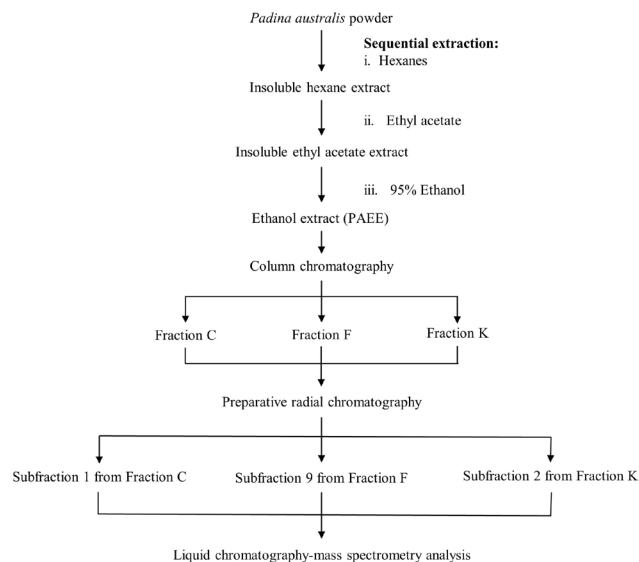 Padina australis powder
Sequential extraction:
i. Hexanes
Insoluble hexane extract
ii. Ethyl acetate
Insoluble ethyl acetate extract
iii. 95% Ethanol
Ethanol extract (PAEE)
Column chromatography
Fraction C
Fraction F
Fraction K
Preparative radial chromatography
Subfraction 1 from Fraction C
Subfraction 9 from Fraction F
Subfraction 2 from Fraction K
Liquid chromatography-mass spectrometry analysis